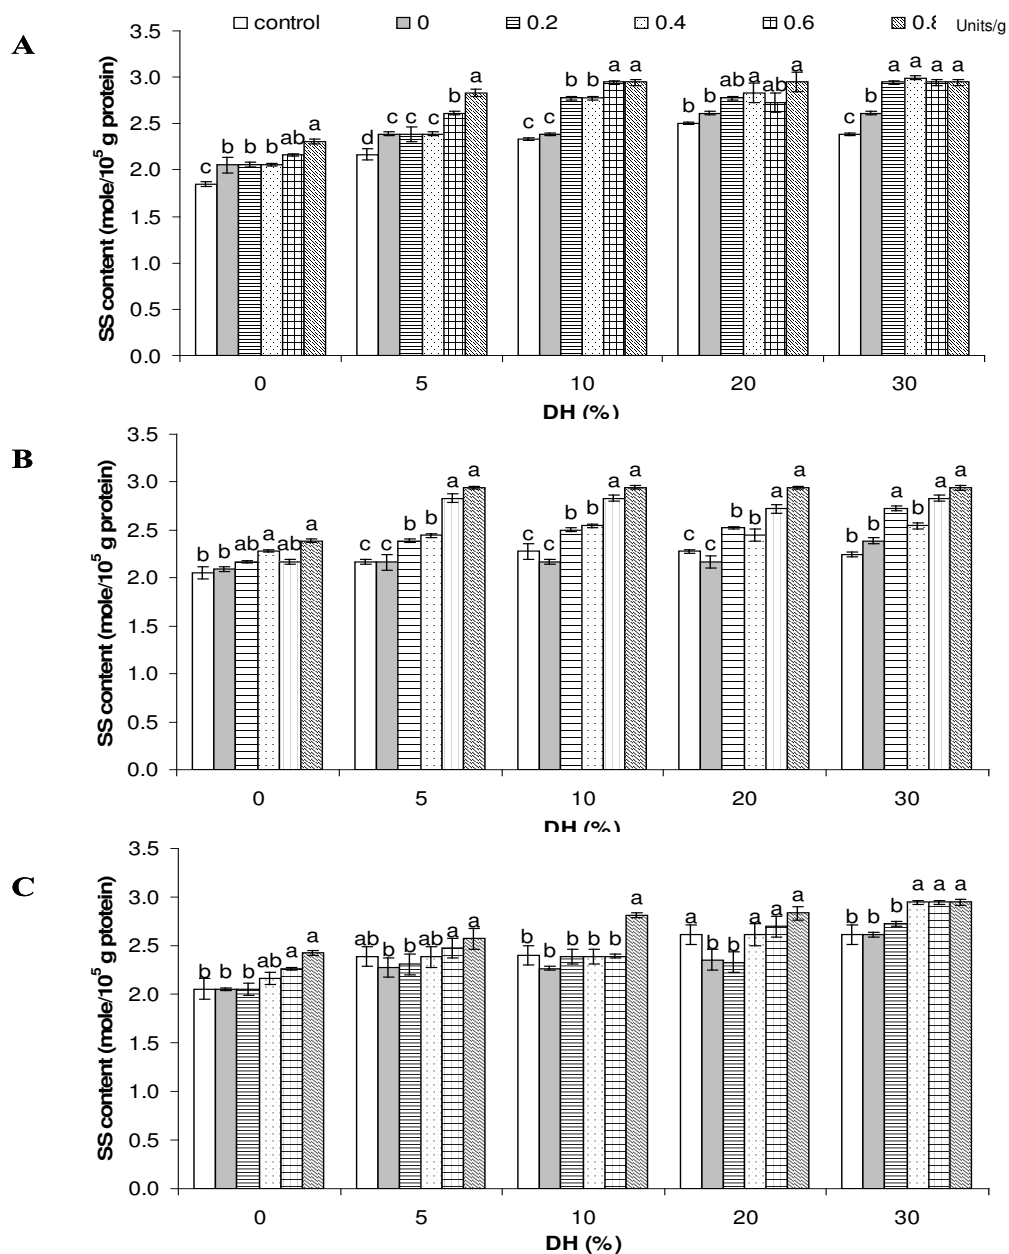 A
control 0 0.2 0.4 0.6 0.8 Units/g
SS content (mole/10⁵ g protein)
3.5
3.0
2.5
2.0
1.5
1.0
0.5
0.0
c b b b ab a
d c c c b a
c c b b a a
b b ab a ab a
b b a a a a
0 5 10 20 30
DH (%)
B
SS content (mole/10⁵ g protein)
3.5
3.0
2.5
2.0
1.5
1.0
0.5
0.0
b b ab a ab a
c c b b a a
c c b b a a
c c b b a a
b b a b a a
0 5 10 20 30
DH (%)
C
SS content (mole/10⁵ g ptotein)
3.5
3.0
2.5
2.0
1.5
1.0
0.5
0.0
b b b ab a a
ab b b ab a a
b b b b b a
a b b a a a
b b b a a a
0 5 10 20 30
DH (%)